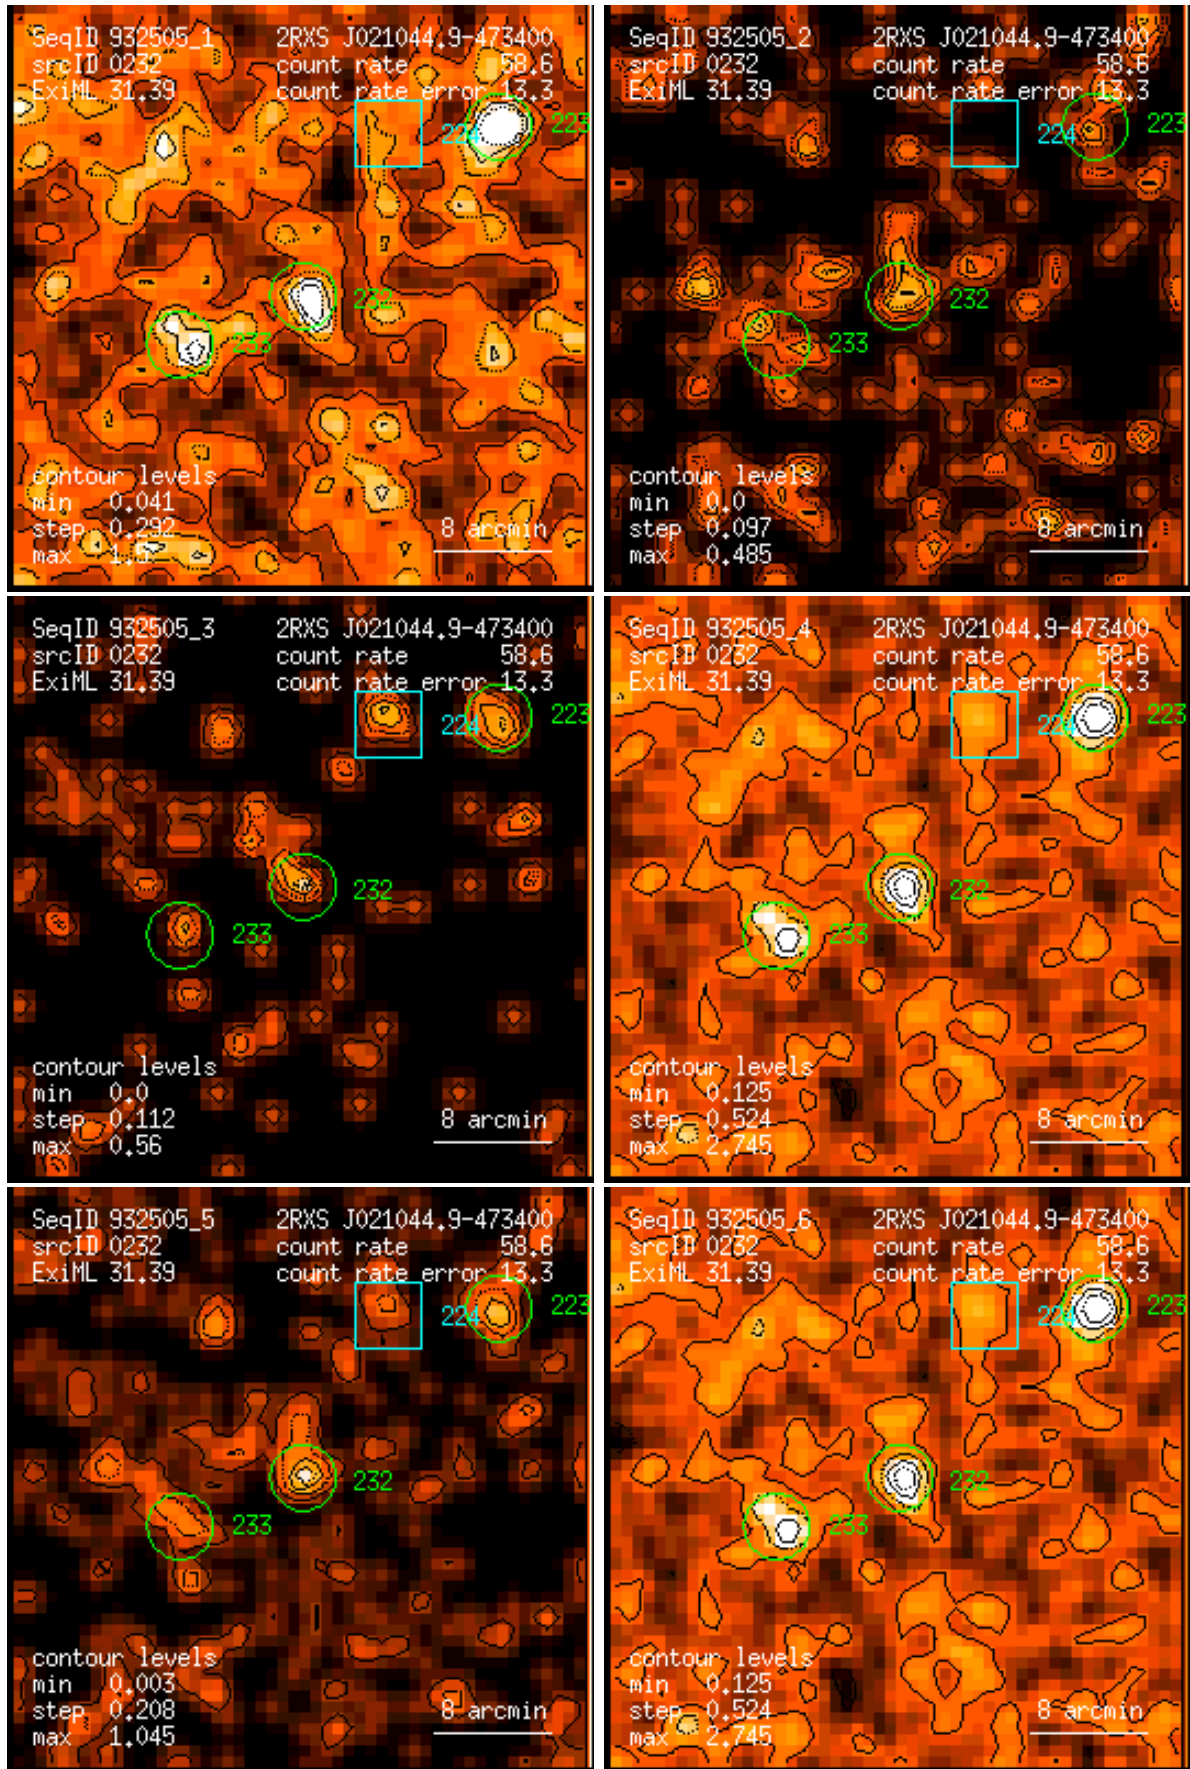 SeqID 932505_1 2RXS J021044.9-473400
srcID 0232 count rate 58.6
ExiML 31.39 count rate error 13.3
224 223
232
233
contour levels
min 0.041
step 0.292 8 arcmin
max
SeqID 932505_2 2RXS J021044.9-473400
srcID 0232 count rate 58.6
ExiML 31.39 count rate error 13.3
224 223
232
233
contour levels
min 0.0
step 0.097 8 arcmin
max 0.485
SeqID 932505_3 2RXS J021044.9-473400
srcID 0232 count rate 58.6
ExiML 31.39 count rate error 13.3
224 223
232
233
contour levels
min 0.0
step 0.112 8 arcmin
max 0.56
SeqID 932505_4 2RXS J021044.9-473400
srcID 0232 count rate 58.6
ExiML 31.39 count rate error 13.3
224 223
232
233
contour levels
min 0.125
step 0.524 8 arcmin
max 2.745
SeqID 932505_5 2RXS J021044.9-473400
srcID 0232 count rate 58.6
ExiML 31.39 count rate error 13.3
224 223
232
233
contour levels
min 0.003
step 0.208 8 arcmin
max 1.045
SeqID 932505_6 2RXS J021044.9-473400
srcID 0232 count rate 58.6
ExiML 31.39 count rate error 13.3
224 223
232
233
contour levels
min 0.125
step 0.524 8 arcmin
max 2.745